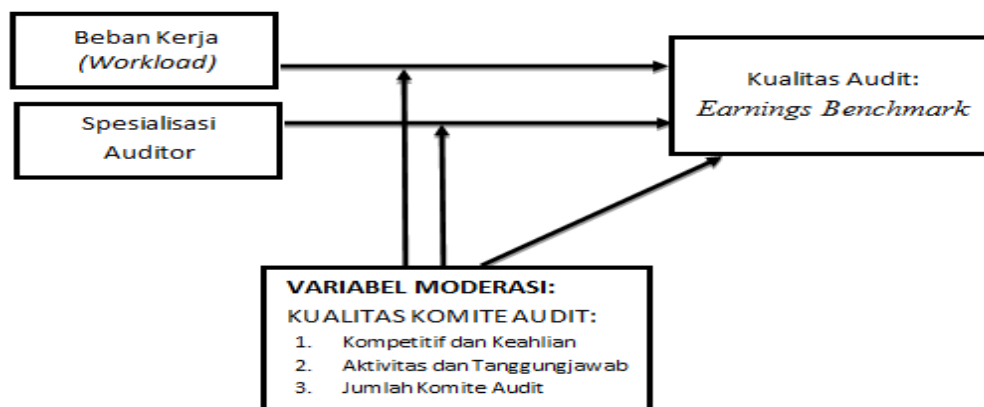 Beban Kerja
(Workload)
Spesialisasi
Auditor
Kualitas Audit:
Earnings Benchmark
VARIABEL MODERASI:
KUALITAS KOMITE AUDIT:
1. Kompetitif dan Keahlian
2. Aktivitas dan Tanggungjawab
3. Jumlah Komite Audit